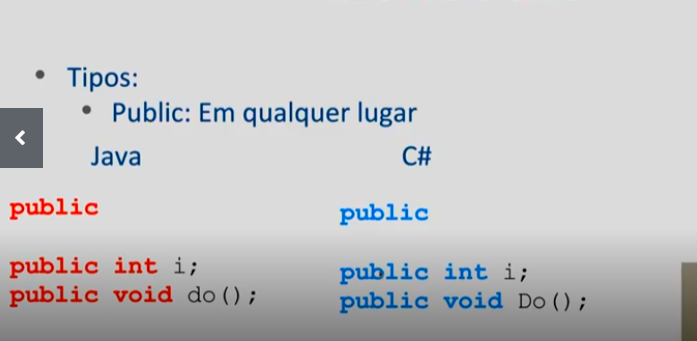 • Tipos:
• Public: Em qualquer lugar
Java C#
public public
public int i; public int i;
public void do(); public void Do();